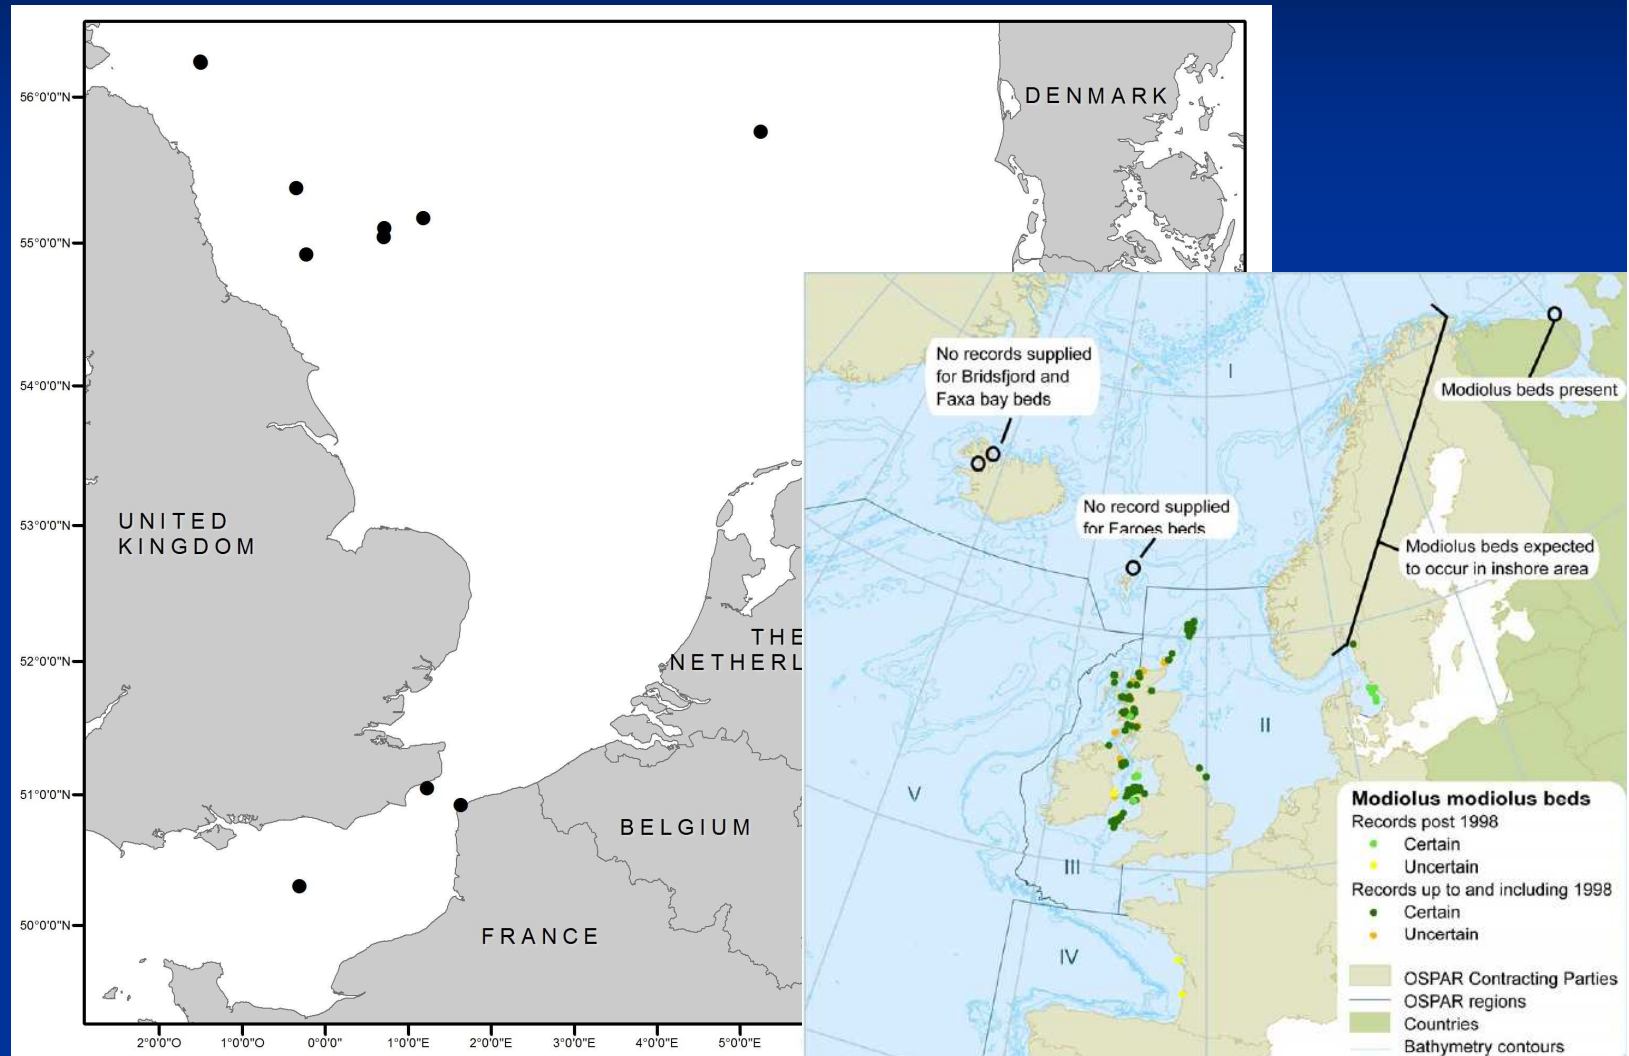 DENMARK
56°0'0"N
55°0'0"N
54°0'0"N
53°0'0"N
52°0'0"N
51°0'0"N
50°0'0"N
UNITED
KINGDOM
THE
NETHERL
BELGIUM
FRANCE
2°0'0"O
1°0'0"O
0°0'0"
1°0'0"E
2°0'0"E
3°0'0"E
4°0'0"E
5°0'0"E
No records supplied
for Bridsfjord and
Faxa bay beds
I
Modiolus beds present
No record supplied
for Faroes beds
Modiolus beds expected
to occur in inshore area
II
V
III
IV
Modiolus modiolus beds
Records post 1998
Certain
Uncertain
Records up to and including 1998
Certain
Uncertain
OSPAR Contracting Parties
OSPAR regions
Countries
Bathymetry contours